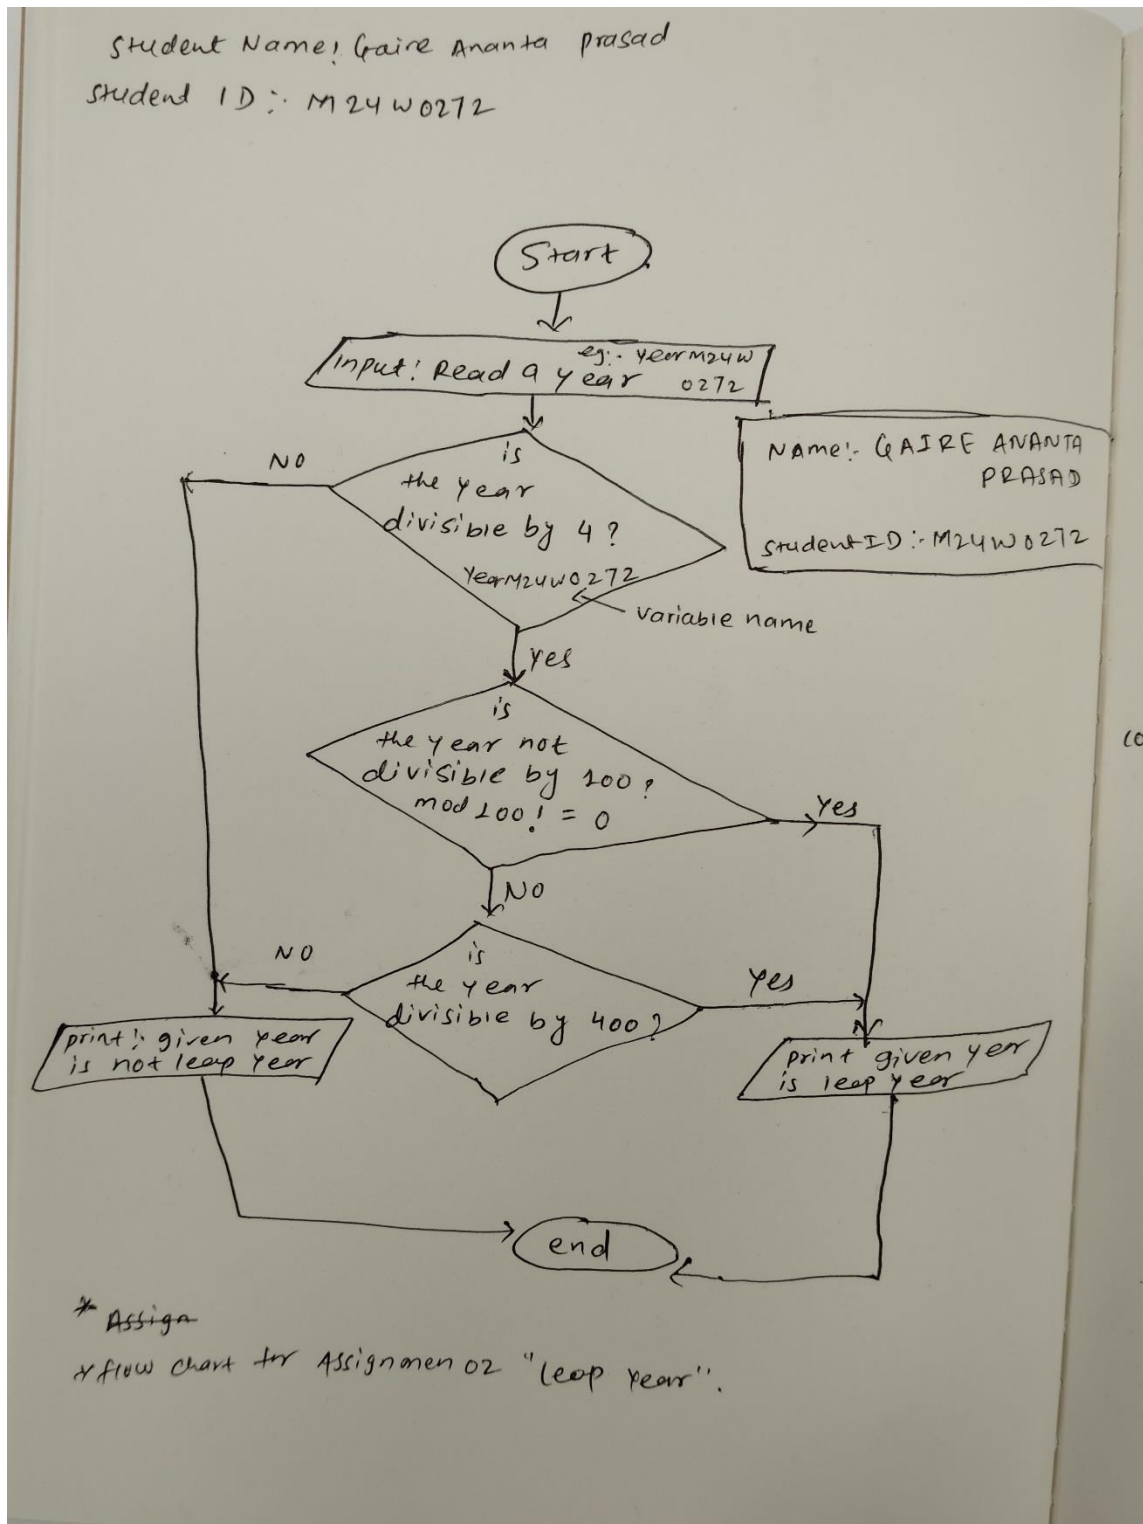 Student Name! Gaire Ananta prasad
Student ID:- M24W0272
Start
input! Read a year eg:- yearM24W
0272
is
the year
divisible by 4?
YearM24W0272
NO
Name:- GAIRE ANANTA
PRASAD
StudentID:- M24W0272
variable name
Yes
is
the year not
divisible by 100?
mod 100! = 0
Yes
NO
is
the year
divisible by 400?
NO
Yes
print:- given year
is not leap year
print given year
is leap year
end
* Assign
* flow chart for Assignmen 02 "leap year".